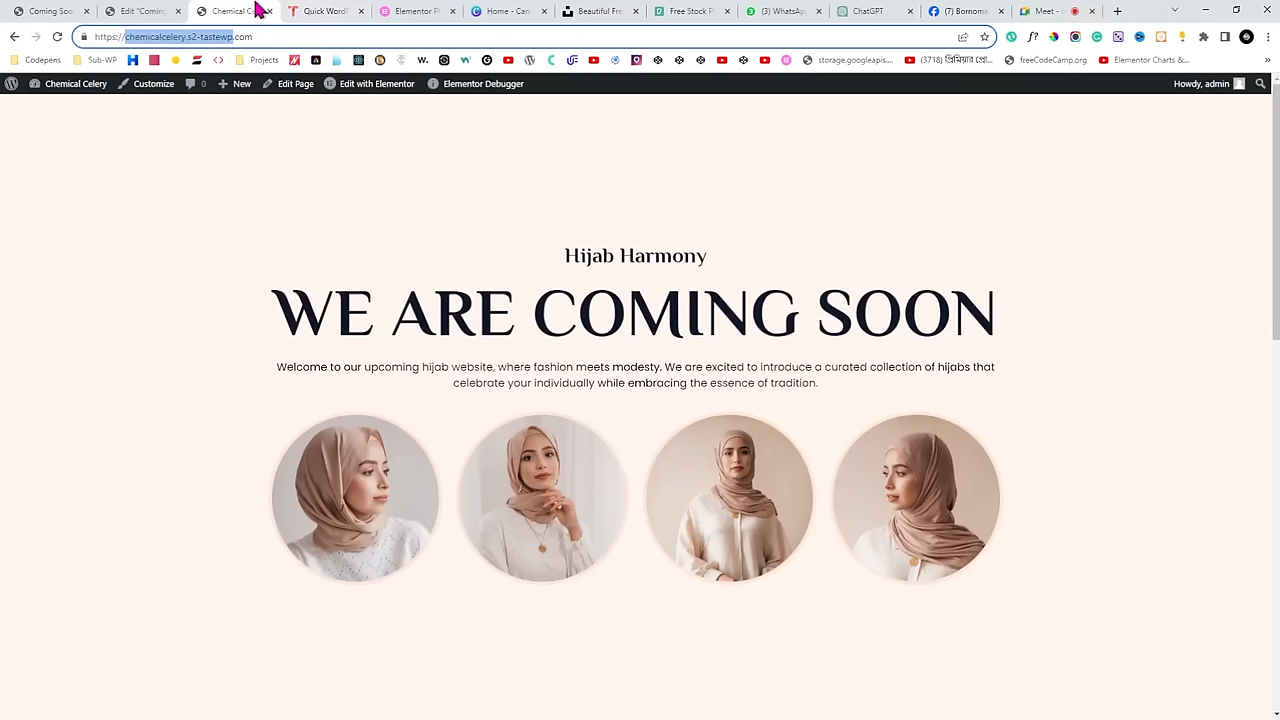 Coming Soo
Edit "Coming
Chemical C
Quick WordP
Elementor P
Home - Can
Beautiful Fre
Free Stock P
(3) WhatsA
ChatGPT
(7) Bornoma
Meet -
https://chemicalcelery.s2-tastewp.com
Codepens
Sub-WP
Projects
storage.googleapis....
freeCodeCamp.org
Elementor Charts &...
Chemical Celery
Customize
0
New
Edit Page
Edit with Elementor
Elementor Debugger
Howdy, admin
Hijab Harmony
WE ARE COMING SOON
Welcome to our upcoming hijab website, where fashion meets modesty. We are excited to introduce a curated collection of hijabs that
celebrate your individually while embracing the essence of tradition.